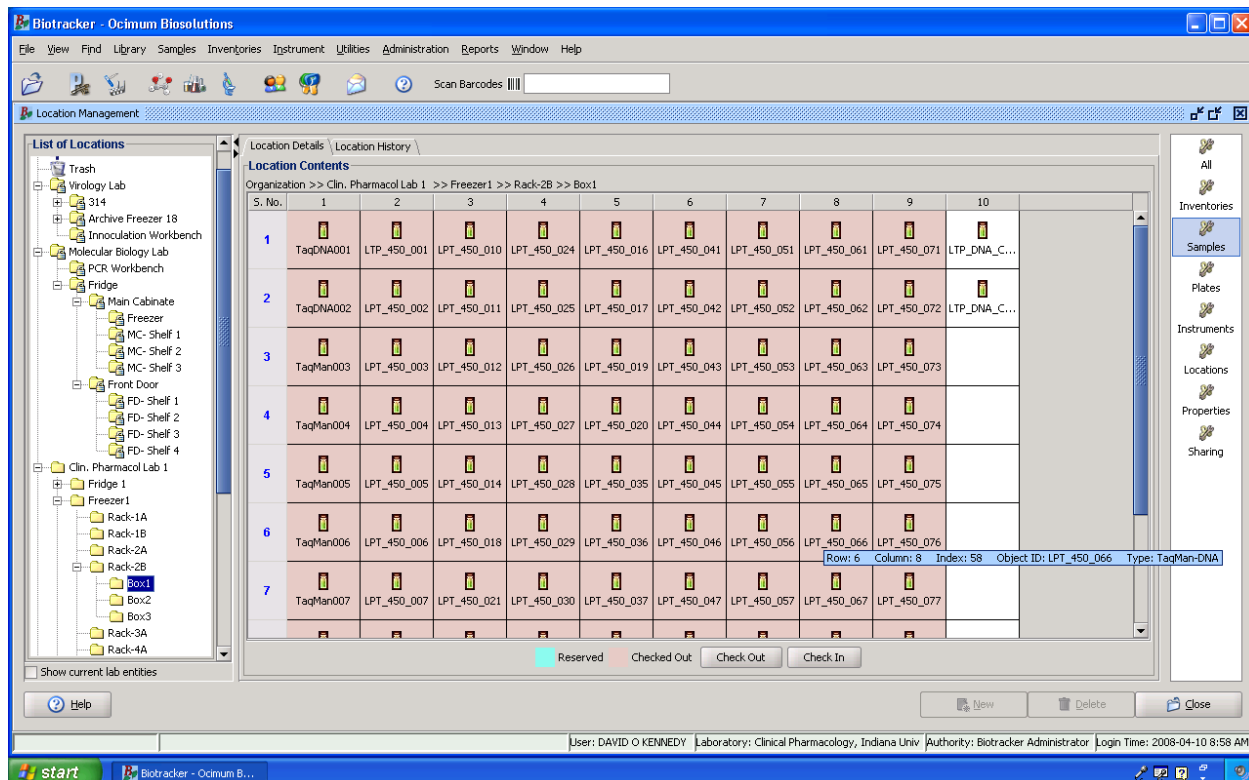 Biotracker - Ocimum Biosolutions
File View Find Library Samples Inventories Instrument Utilities Administration Reports Window Help
Scan Barcodes
Location Management
List of Locations
Trash
Virology Lab
314
Archive Freezer 18
Innoculation Workbench
Molecular Biology Lab
PCR Workbench
Fridge
Main Cabinate
Freezer
MC- Shelf 1
MC- Shelf 2
MC- Shelf 3
Front Door
FD- Shelf 1
FD- Shelf 2
FD- Shelf 3
FD- Shelf 4
Clin. Pharmacol Lab 1
Fridge 1
Freezer1
Rack-1A
Rack-1B
Rack-2A
Rack-2B
Box1
Box2
Box3
Rack-3A
Rack-4A
Show current lab entities
Location Details Location History
Location Contents
Organization >> Clin. Pharmacol Lab 1 >> Freezer1 >> Rack-2B >> Box1
S. No. 1 2 3 4 5 6 7 8 9 10
1 TaqDNA001 LTP_450_001 LPT_450_010 LPT_450_024 LPT_450_016 LPT_450_041 LPT_450_051 LPT_450_061 LPT_450_071 LTP_DNA_C...
2 TaqDNA002 LPT_450_002 LPT_450_011 LPT_450_025 LPT_450_017 LPT_450_042 LPT_450_052 LPT_450_062 LPT_450_072 LTP_DNA_C...
3 TaqMan003 LPT_450_003 LPT_450_012 LPT_450_026 LPT_450_019 LPT_450_043 LPT_450_053 LPT_450_063 LPT_450_073
4 TaqMan004 LPT_450_004 LPT_450_013 LPT_450_027 LPT_450_020 LPT_450_044 LPT_450_054 LPT_450_064 LPT_450_074
5 TaqMan005 LPT_450_005 LPT_450_014 LPT_450_028 LPT_450_035 LPT_450_045 LPT_450_055 LPT_450_065 LPT_450_075
6 TaqMan006 LPT_450_006 LPT_450_018 LPT_450_029 LPT_450_036 LPT_450_046 LPT_450_056 LPT_450_066 LPT_450_076
Row: 6 Column: 8 Index: 58 Object ID: LPT_450_066 Type: TaqMan-DNA
7 TaqMan007 LPT_450_007 LPT_450_021 LPT_450_030 LPT_450_037 LPT_450_047 LPT_450_057 LPT_450_067 LPT_450_077
Reserved Checked Out Check Out Check In
All
Inventories
Samples
Plates
Instruments
Locations
Properties
Sharing
Help New Delete Close
User: DAVID O KENNEDY Laboratory: Clinical Pharmacology, Indiana Univ Authority: Biotracker Administrator Login Time: 2008-04-10 8:58 AM
start Biotracker - Ocimum B...